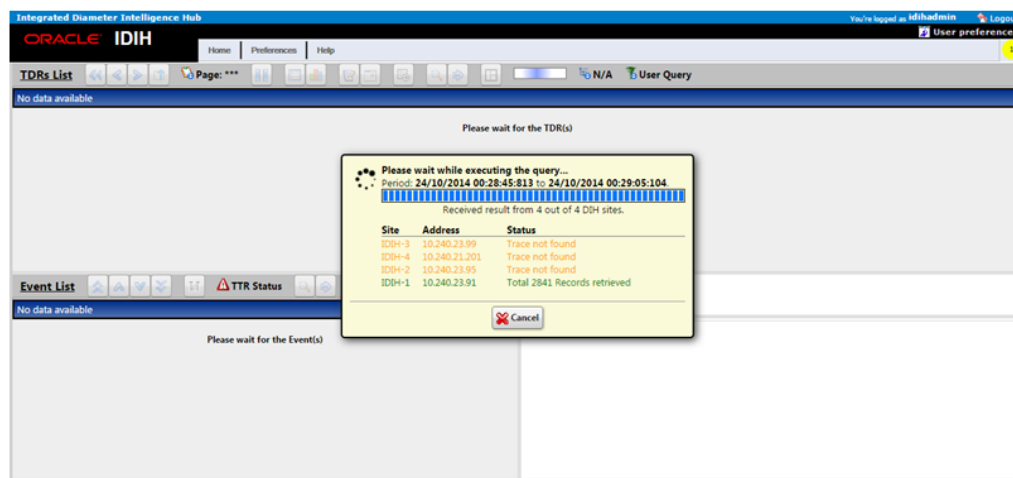 Integrated Diameter Intelligence Hub
You're logged as idihadmin
Logou
ORACLE IDIH
User preference
Home
Preferences
Help
1
TDRs List
Page: ***
N/A
User Query
No data available
Please wait for the TDR(s)
Please wait while executing the query...
Period: 24/10/2014 00:28:45:813 to 24/10/2014 00:29:05:104.
Received result from 4 out of 4 DIH sites.
Site Address Status
IDIH-3 10.240.23.99 Trace not found
IDIH-4 10.240.21.201 Trace not found
IDIH-2 10.240.23.95 Trace not found
IDIH-1 10.240.23.91 Total 2841 Records retrieved
Cancel
Event List
TTR Status
No data available
Please wait for the Event(s)